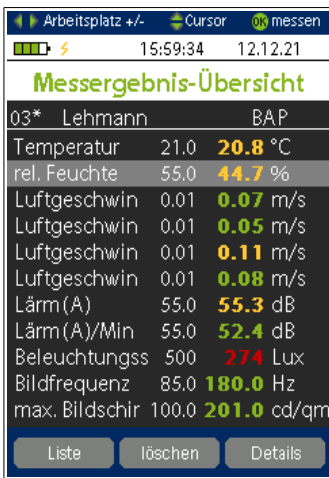 Arbeitsplatz +/- Cursor OK messen
15:59:34 12.12.21
Messergebnis-Übersicht
03* Lehmann BAP
Temperatur 21.0 20.8 °C
rel. Feuchte 55.0 44.7 %
Luftgeschwin 0.01 0.07 m/s
Luftgeschwin 0.01 0.05 m/s
Luftgeschwin 0.01 0.11 m/s
Luftgeschwin 0.01 0.08 m/s
Lärm(A) 55.0 55.3 dB
Lärm(A)/Min 55.0 52.4 dB
Beleuchtungss 500 274 Lux
Bildfrequenz 85.0 180.0 Hz
max. Bildschir 100.0 201.0 cd/qm
Liste löschen Details